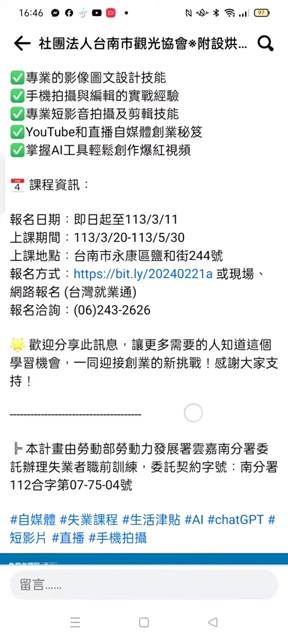 16:46
97
社團法人台南市觀光協會※附設烘...
✅專業的影像圖文設計技能
✅手機拍攝與編輯的實戰經驗
✅專業短影音拍攝及剪輯技能
✅YouTube和直播自媒體創業秘笈
✅掌握AI工具輕鬆創作爆紅視頻
📅 課程資訊：
報名日期：即日起至113/3/11
上課期間：113/3/20-113/5/30
上課地點：台南市永康區鹽和街244號
報名方式：https://bit.ly/20240221a 或現場、
網路報名 (台灣就業通)
報名洽詢：(06)243-2626
🌟 歡迎分享此訊息，讓更多需要的人知道這個
學習機會，一同迎接創業的新挑戰！感謝大家支
持！
---------------------------------------
╠本計畫由勞動部勞動力發展署雲嘉南分署委
託辦理失業者職前訓練，委託契約字號：南分署
112合字第07-75-04號
#自媒體 #失業課程 #生活津貼 #AI #chatGPT #
短影片 #直播 #手機拍攝
留言......